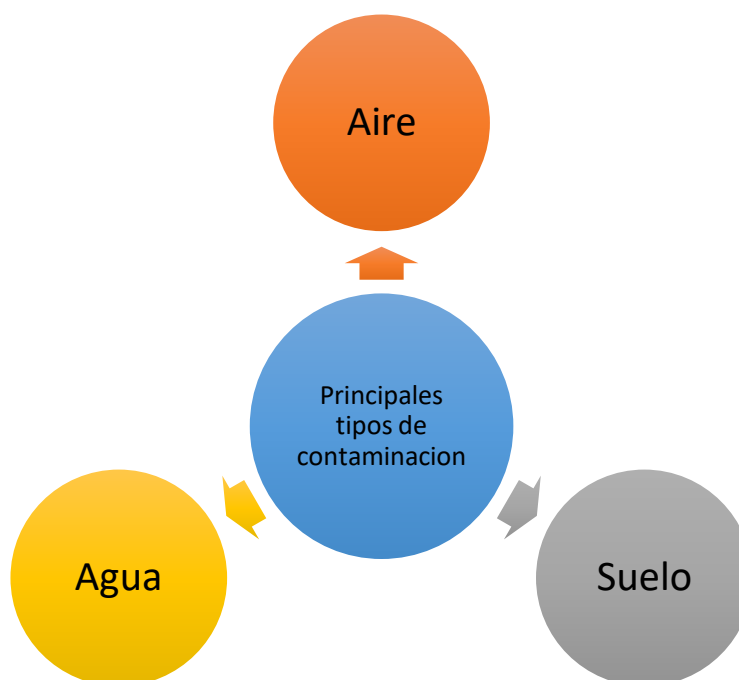 Aire
Principales
tipos de
contaminacion
Agua
Suelo